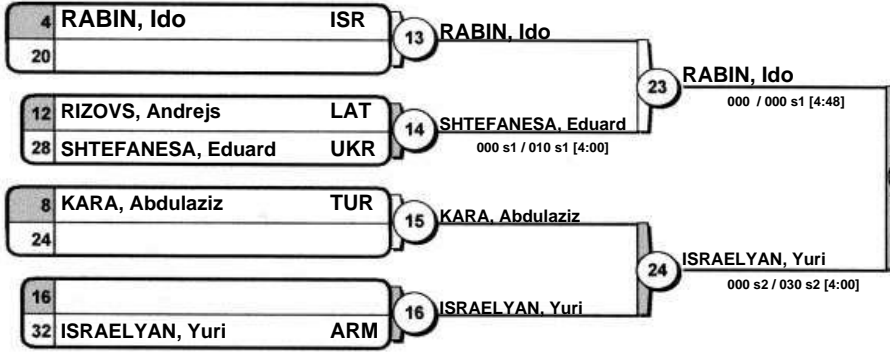 4 RABIN, Ido ISR
20
13 RABIN, Ido
12 RIZOVS, Andrejs LAT
28 SHTEFANESA, Eduard UKR
14 SHTEFANESA, Eduard
000 s1 / 010 s1 [4:00]
23 RABIN, Ido
000 / 000 s1 [4:48]
8 KARA, Abdulaziz TUR
24
15 KARA, Abdulaziz
16
32 ISRAELYAN, Yuri ARM
16 ISRAELYAN, Yuri
24 ISRAELYAN, Yuri
000 s2 / 030 s2 [4:00]